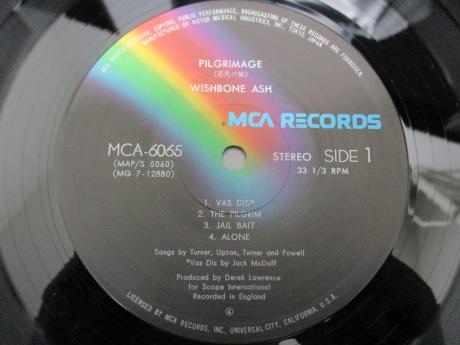 ALL RIGHTS RESERVED. COPYING, PUBLIC PERFORMANCE, BROADCASTING OF THESE RECORDS ARE FORBIDDEN.
MANUFACTURED BY VICTOR MUSICAL INDUSTRIES, INC. TOKYO, JAPAN
PILGRIMAGE
(巡礼の旅)
WISHBONE ASH
MCA RECORDS
MCA-6065
(MAP/S 5060)
(MG 7-12880)
STEREO SIDE 1
33 1/3 RPM
1. VAS DIS*
2. THE PILGRIM
3. JAIL BAIT
4. ALONE
Songs by Turner, Upton, Turner and Powell
*Vas Dis by Jack McDuff
Produced by Derek Lawrence
for Scope International
Recorded in England
④
LICENSED BY MCA RECORDS, INC., UNIVERSAL CITY, CALIFORNIA, U.S.A.